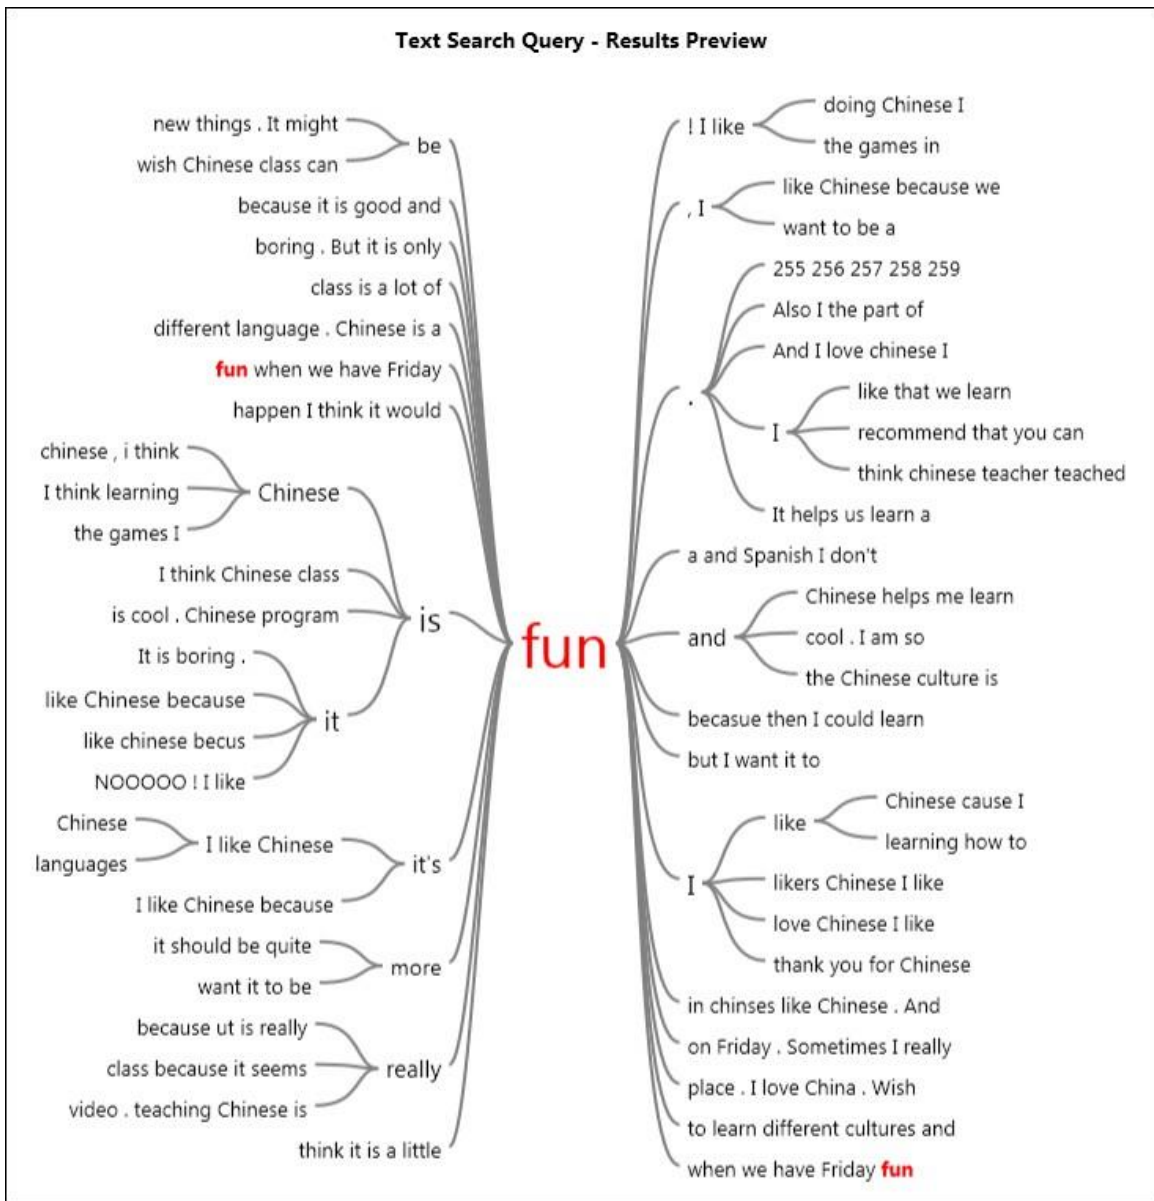 Text Search Query - Results Preview
new things . It might
wish Chinese class can
be
because it is good and
boring . But it is only
class is a lot of
different language . Chinese is a
fun when we have Friday
happen I think it would
chinese , i think
I think learning
the games I
Chinese
I think Chinese class
is cool . Chinese program
is
It is boring .
like Chinese because
like chinese becus
NOOOOO ! I like
it
Chinese
languages
I like Chinese
I like Chinese because
it's
it should be quite
want it to be
more
because ut is really
class because it seems
video . teaching Chinese is
really
think it is a little
fun
! I like
doing Chinese I
the games in
, I
like Chinese because we
want to be a
.
255 256 257 258 259
Also I the part of
And I love chinese I
I
like that we learn
recommend that you can
think chinese teacher teached
It helps us learn a
a and Spanish I don't
and
Chinese helps me learn
cool . I am so
the Chinese culture is
becasue then I could learn
but I want it to
I
like
Chinese cause I
learning how to
likers Chinese I like
love Chinese I like
thank you for Chinese
in chinses like Chinese . And
on Friday . Sometimes I really
place . I love China . Wish
to learn different cultures and
when we have Friday fun